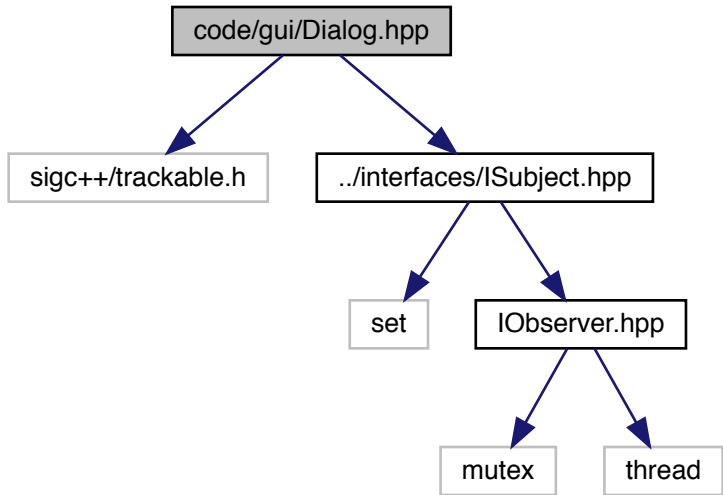 code/gui/Dialog.hpp
sigc++/trackable.h
../interfaces/ISubject.hpp
set
IObserver.hpp
mutex
thread